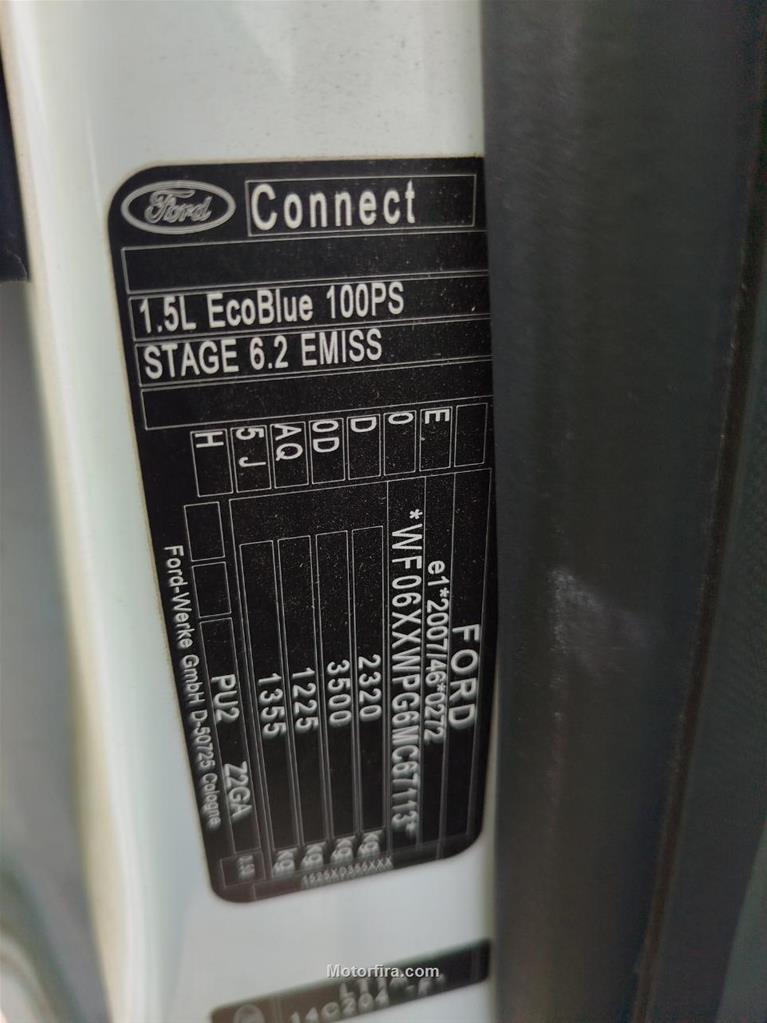 Ford
Connect
1.5L EcoBlue 100PS
STAGE 6.2 EMISS
E
0
D
0D
AQ
5J
H
FORD
e1*2007/46*0272
*WF06XXWPG6MC67113*
2320 kg
3500 kg
1225 kg
1355 kg
PU2 Z2GA
Ford-Werke GmbH D-50725 Cologne
Motorfira.com